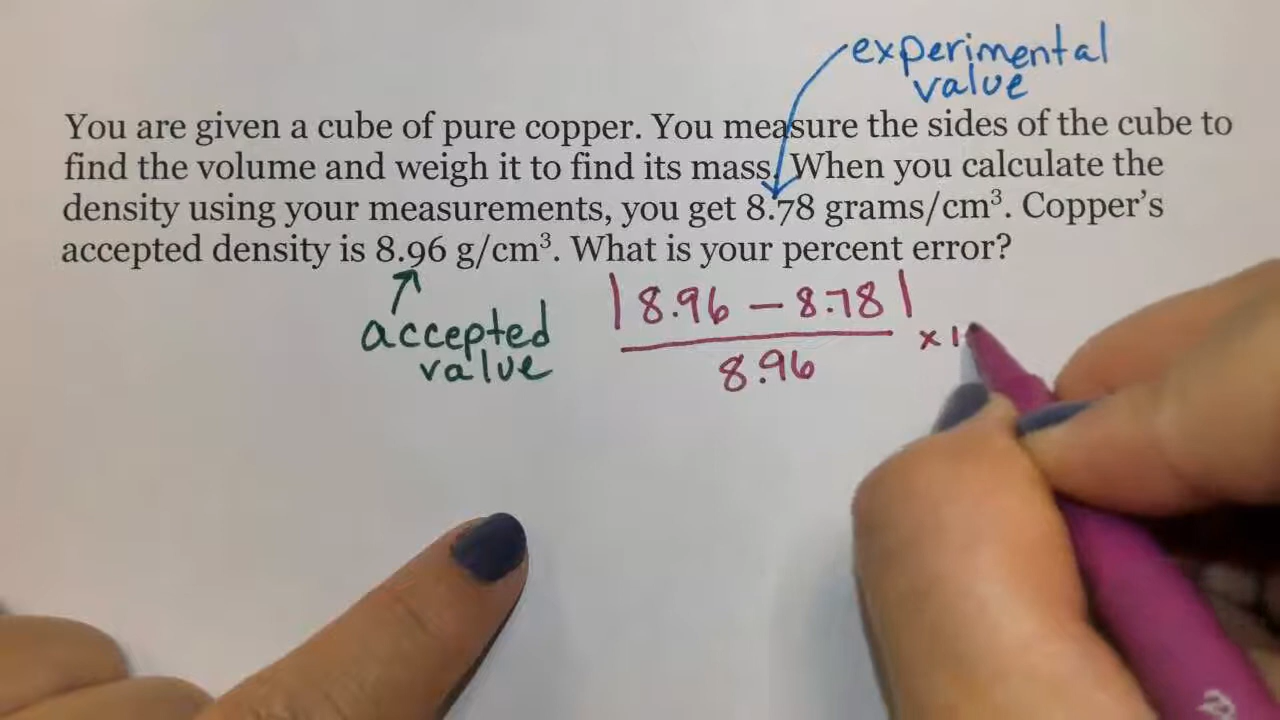 experimental
value
You are given a cube of pure copper. You measure the sides of the cube to
find the volume and weigh it to find its mass. When you calculate the
density using your measurements, you get 8.78 grams/cm³. Copper's
accepted density is 8.96 g/cm³. What is your percent error?
accepted
value
| 8.96 – 8.78 |
8.96